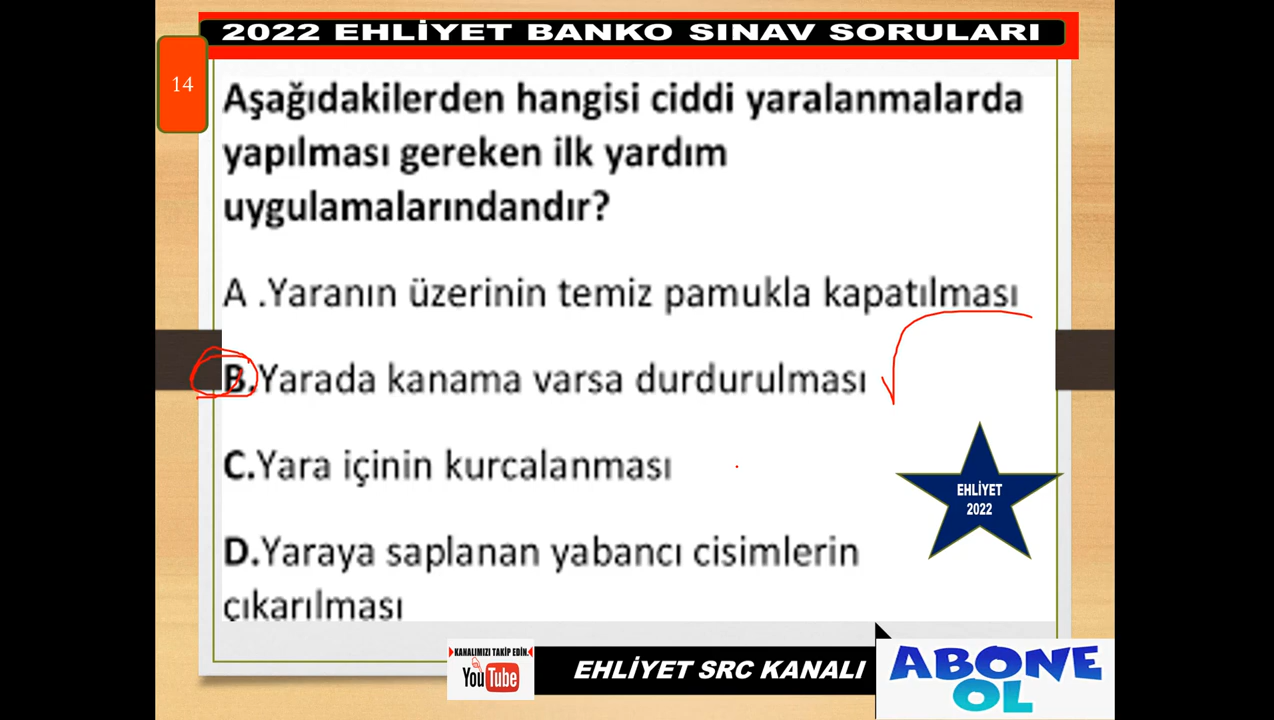 2022 EHLİYET BANKO SINAV SORULARI
14
Aşağıdakilerden hangisi ciddi yaralanmalarda
yapılması gereken ilk yardım
uygulamalarındandır?
A .Yaranın üzerinin temiz pamukla kapatılması
B.Yarada kanama varsa durdurulması
C.Yara içinin kurcalanması
D.Yaraya saplanan yabancı cisimlerin
çıkarılması
EHLİYET
2022
KANALIMIZI TAKİP EDİN.
YouTube
EHLİYET SRC KANALI
ABONE
OL